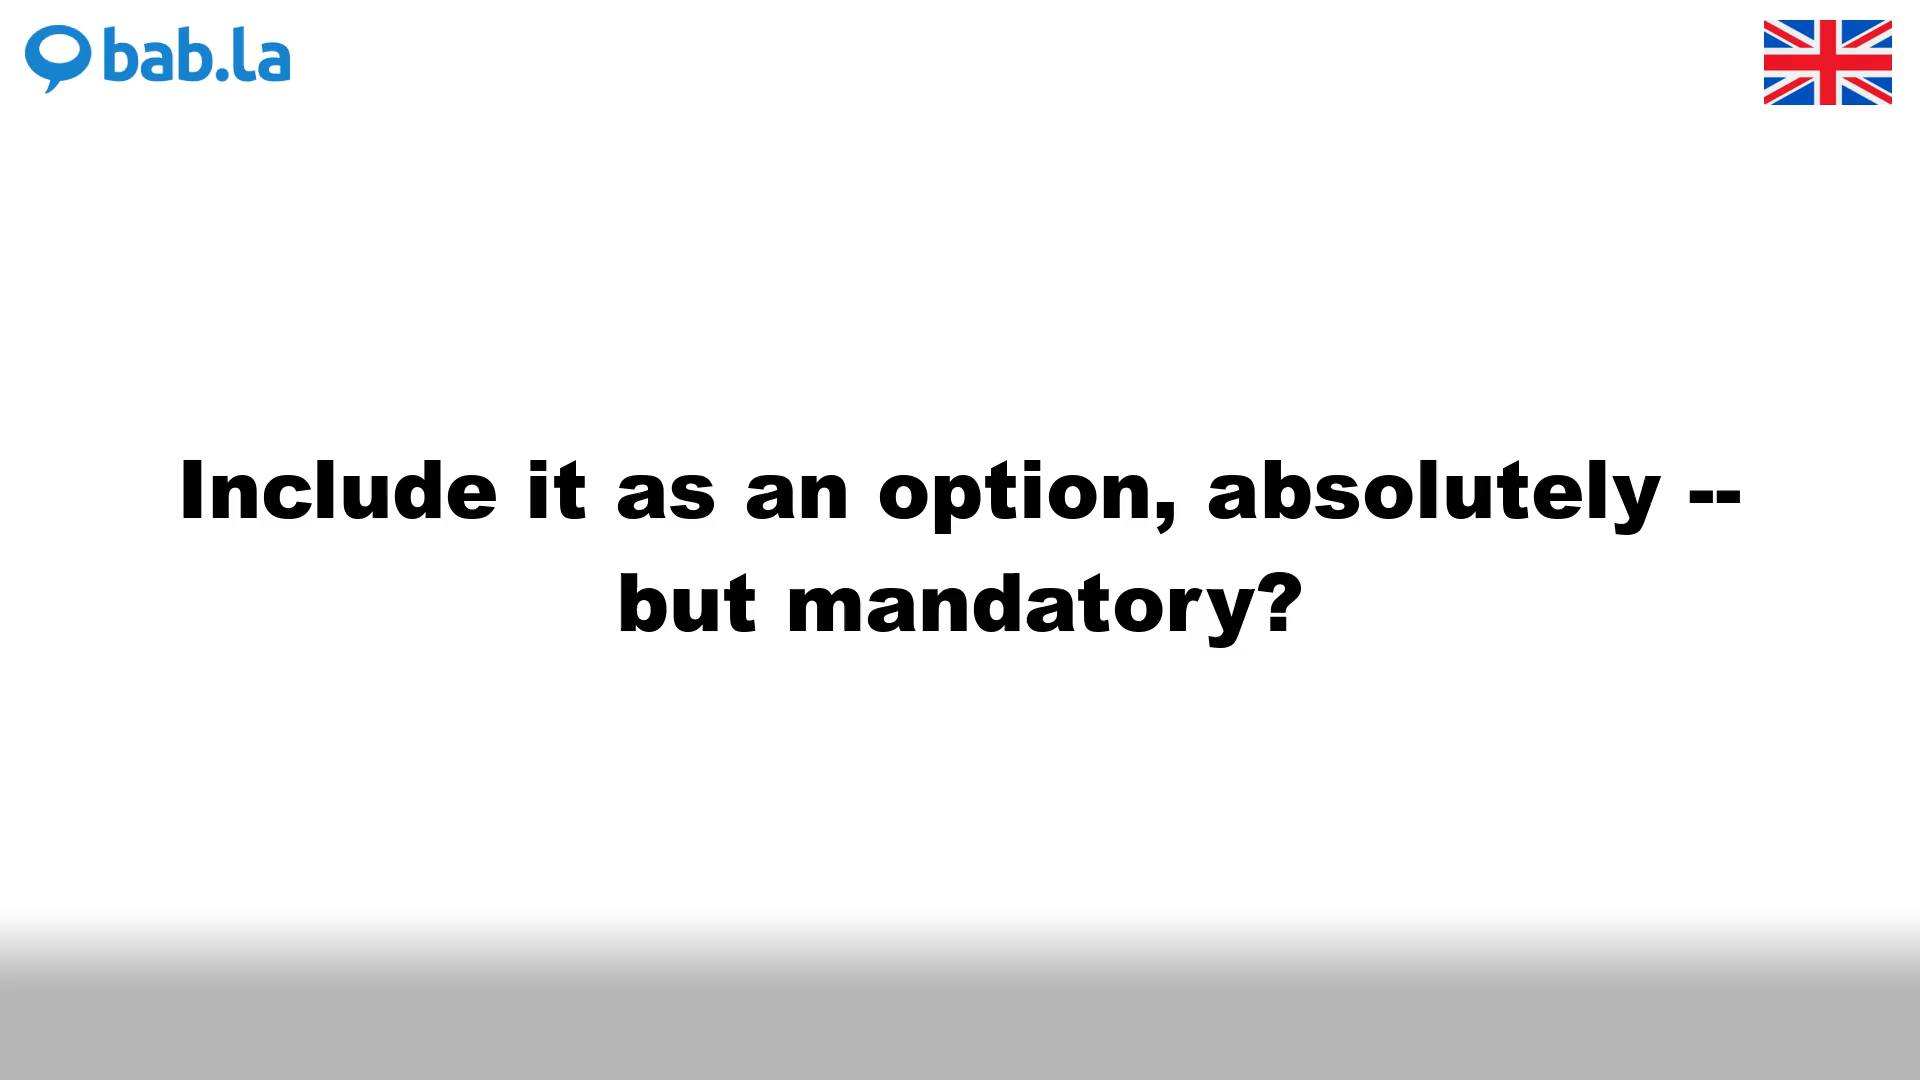 bab.la
Include it as an option, absolutely --
but mandatory?